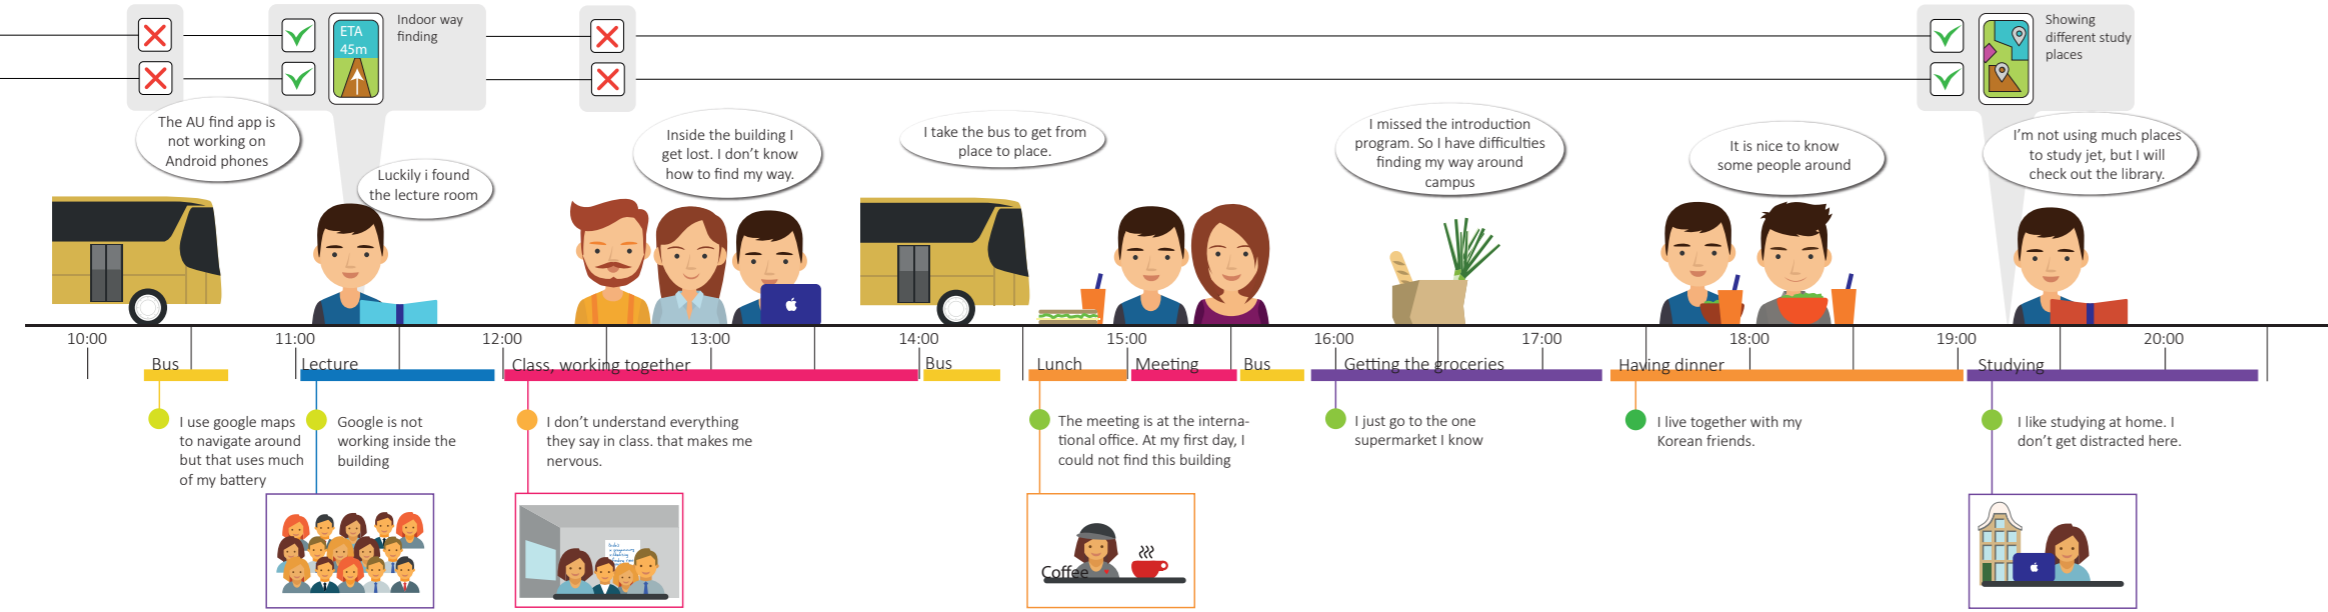 ETA
45m
Indoor way
finding
Showing
different study
places
The AU find app is
not working on
Android phones
Luckily i found
the lecture room
Inside the building I
get lost. I don't know
how to find my way.
I take the bus to get from
place to place.
I missed the introduction
program. So I have difficulties
finding my way around
campus
It is nice to know
some people around
I'm not using much places
to study jet, but I will
check out the library.
10:00
11:00
12:00
13:00
14:00
15:00
16:00
17:00
18:00
19:00
20:00
Bus
Lecture
Class, working together
Bus
Lunch
Meeting
Bus
Getting the groceries
Having dinner
Studying
I use google maps
to navigate around
but that uses much
of my battery
Google is not
working inside the
building
I don't understand everything
they say in class. that makes me
nervous.
The meeting is at the interna-
tional office. At my first day, I
could not find this building
I just go to the one
supermarket I know
I live together with my
Korean friends.
I like studying at home. I
don't get distracted here.
Coffee